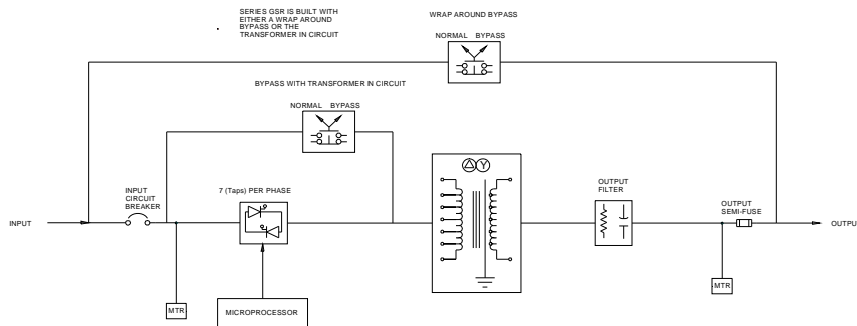 SERIES GSR IS BUILT WITH
EITHER A WRAP AROUND
BYPASS OR THE
TRANSFORMER IN CIRCUIT
WRAP AROUND BYPASS
NORMAL BYPASS
BYPASS WITH TRANSFORMER IN CIRCUIT
NORMAL BYPASS
INPUT
CIRCUIT
BREAKER
7 (Taps) PER PHASE
Y
OUTPUT
FILTER
OUTPUT
SEMI-FUSE
INPUT
OUTPU
MTR
MICROPROCESSOR
MTR